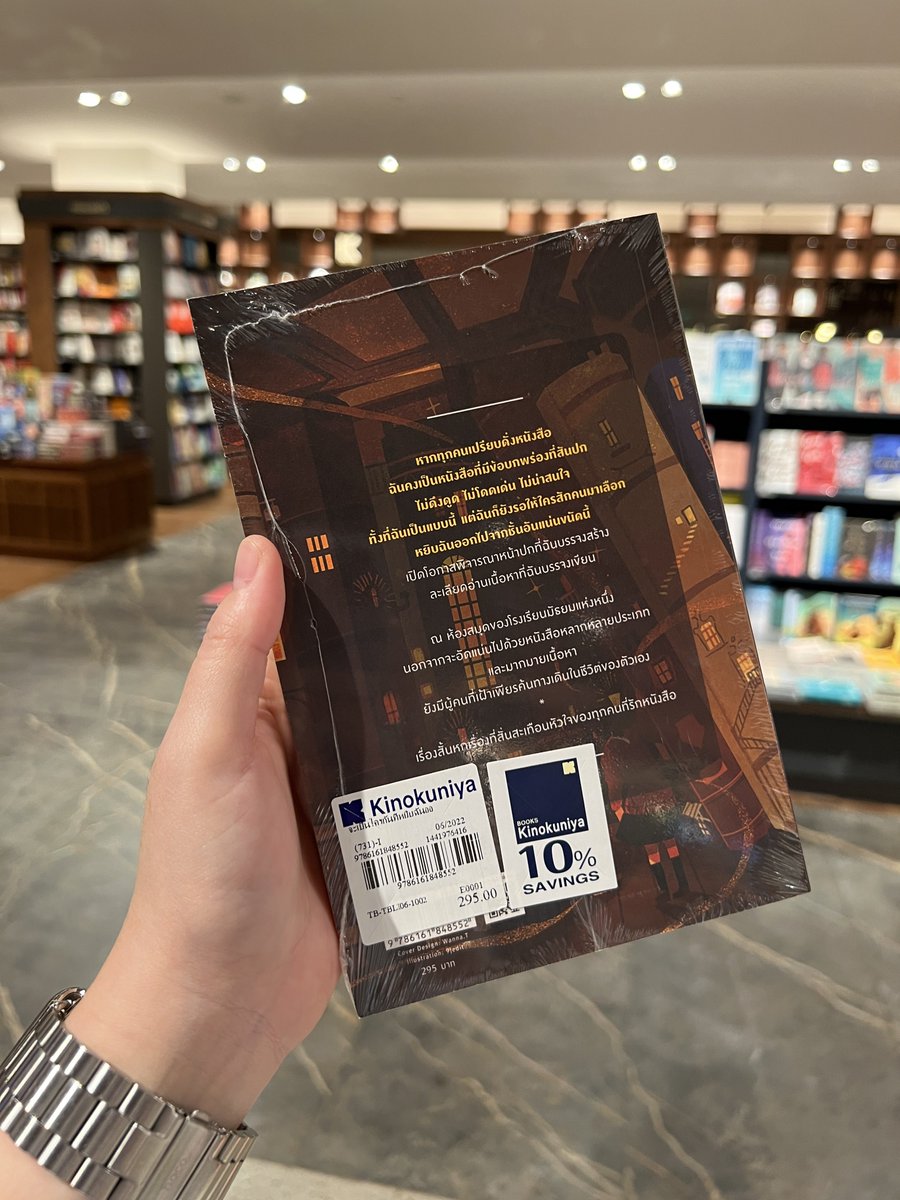 หากทุกคนเปรียบดั่งหนังสือ
ฉันคงเป็นหนังสือที่มีข้อบกพร่องที่สันปก
ไม่ดึงดูด ไม่โดดเด่น ไม่น่าสนใจ
ทั้งที่ฉันเป็นแบบนี้ แต่ฉันก็ยังรอให้ใครสักคนมาเลือก
หยิบฉันออกไปจากชั้นอันแน่นขนัดนี้
เปิดโอกาสพิจารณาหน้าปกที่ฉันบรรจงสร้าง
ละเลียดอ่านเนื้อหาที่ฉันบรรจงเขียน
ณ ห้องสมุดของโรงเรียนมัธยมแห่งหนึ่ง
นอกจากจะอัดแน่นไปด้วยหนังสือหลากหลายประเภท
และมากมายเนื้อหา
ยังมีผู้คนที่เฝ้าเพียรค้นทางเดินในชีวิตของตัวเอง
*
เรื่องสั้นหกเรื่องที่สั่นสะเทือนหัวใจของทุกคนที่รักหนังสือ
Kinokuniya
จะเป็นใครกันที่หยิบฉันออ
(731)-I 06/2022
9786161848552 1441976416
9786161848552
E0001
TB-TBLJ06-1002 295.00
9 786161 848552
Cover Design: Wanna.T
Illustration: 9jedit
295 บาท
BOOKS
Kinokuniya
10%
SAVINGS